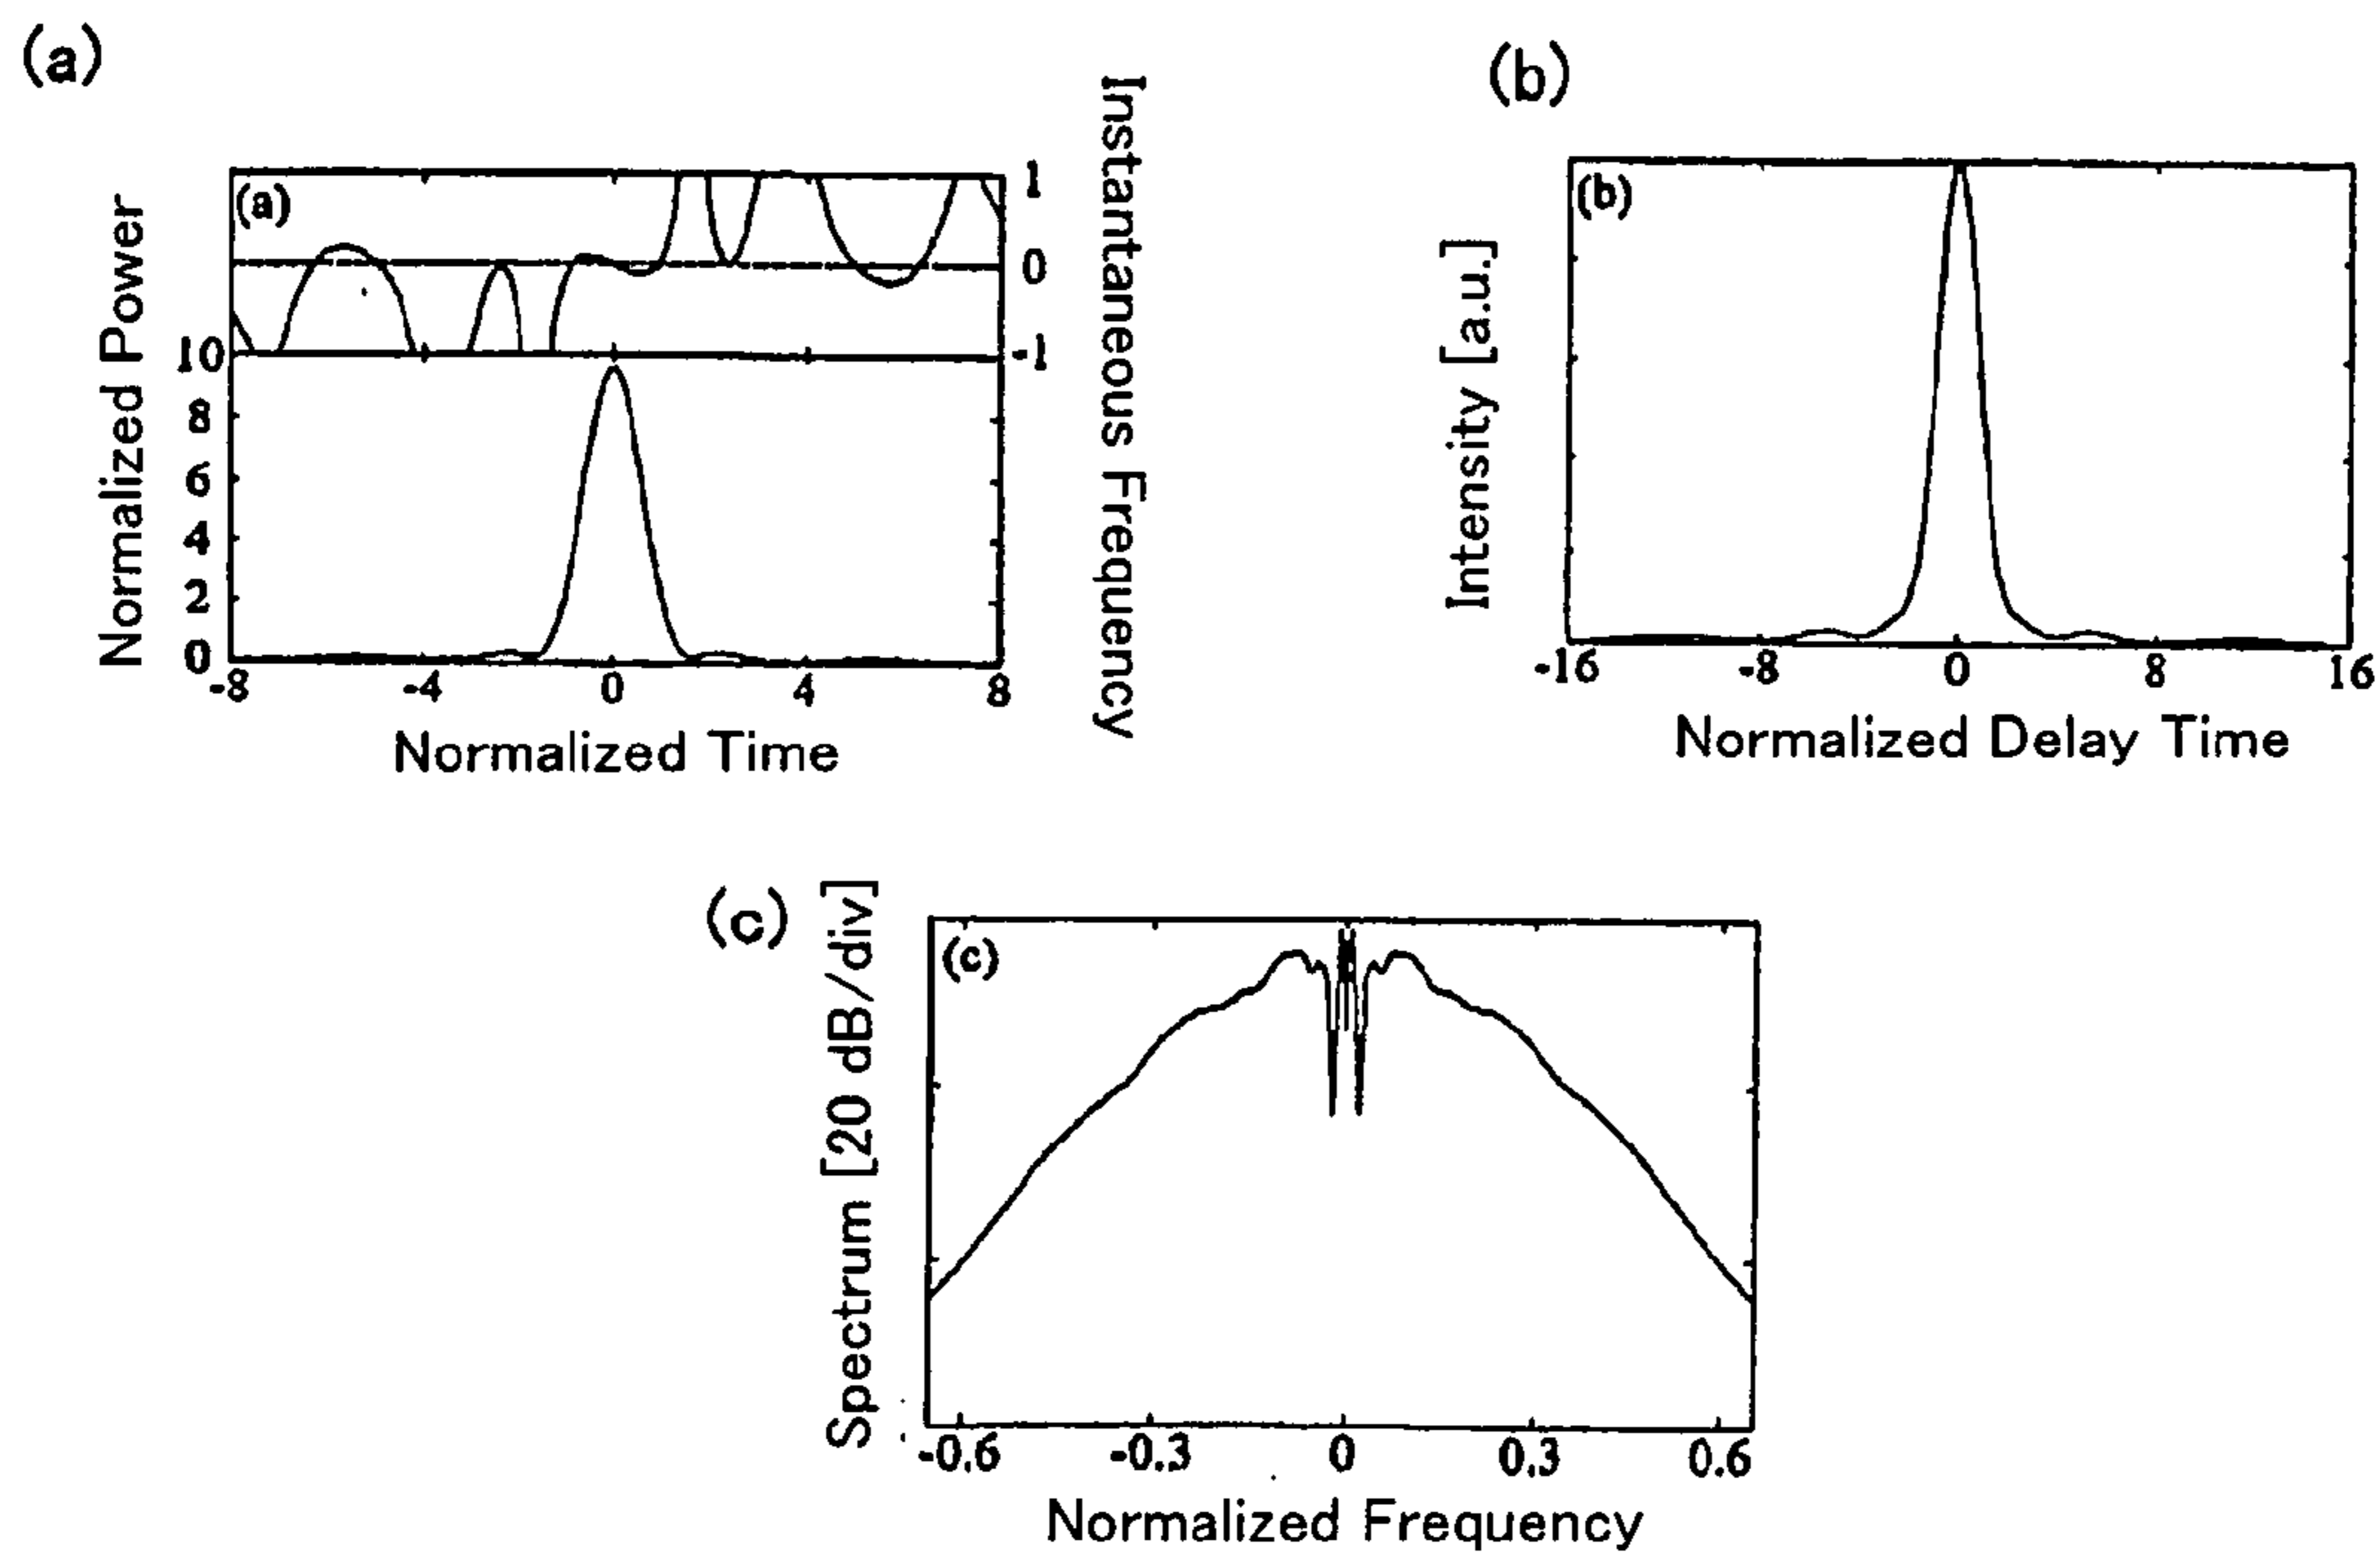 (a)
(a)
Normalized Power
10
8
6
4
2
0
1
0
-1
Instantaneous Frequency
-8
-4
0
4
8
Normalized Time
(b)
(b)
Intensity [a.u.]
-16
-8
0
8
16
Normalized Delay Time
(c)
(c)
Spectrum [20 dB/div]
-0.6
-0.3
0
0.3
0.6
Normalized Frequency